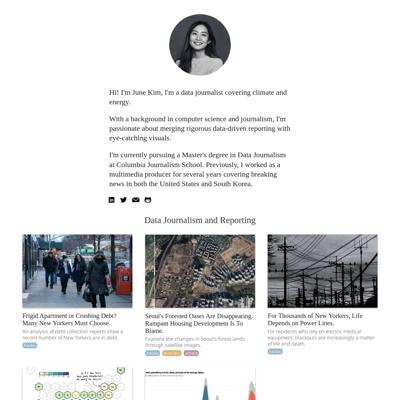 Hi! I'm June Kim, I'm a data journalist covering climate and
energy.
With a background in computer science and journalism, I'm
passionate about merging rigorous data-driven reporting with
eye-catching visuals.
I'm currently pursuing a Master's degree in Data Journalism
at Columbia Journalism School. Previously, I worked as a
multimedia producer for several years covering breaking
news in both the United States and South Korea.
Data Journalism and Reporting
Frigid Apartment or Crushing Debt?
Many New Yorkers Must Choose.
An analysis of debt collection reports show a
record number of New Yorkers are in debt.
Seoul's Forested Oases Are Disappearing.
Rampant Housing Development Is To
Blame.
Examine the changes in Seoul's forest lands
through satellite images.
For Thousands of New Yorkers, Life
Depends on Power Lines.
For residents who rely on electric medical
equipment, blackouts are increasingly a matter
of life and death.